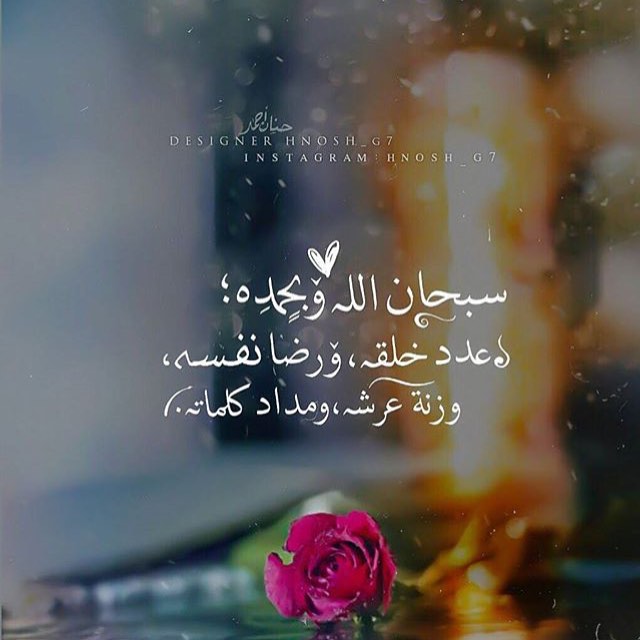 حنان أحمد
DESIGNER HNOSH_G7
INSTAGRAM: HNOSH_G7
سبحان الله وبحمده؛
عدد خلقه، ورضا نفسه،
وزنة عرشه، ومداد كلماته.